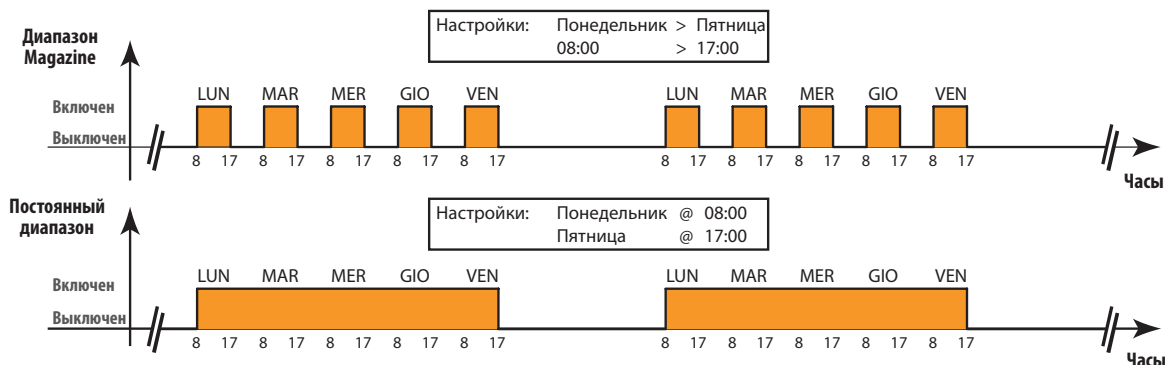 Настройки: Понедельник > Пятница
08:00 > 17:00
Диапазон
Magazine
LUN MAR MER GIO VEN LUN MAR MER GIO VEN
Включен
Выключен
8 17 8 17 8 17 8 17 8 17 8 17 8 17 8 17 8 17 8 17
Часы
Постоянный
диапазон
Настройки: Понедельник @ 08:00
Пятница @ 17:00
LUN MAR MER GIO VEN LUN MAR MER GIO VEN
Включен
Выключен
8 17 8 17 8 17 8 17 8 17 8 17 8 17 8 17 8 17 8 17
Часы